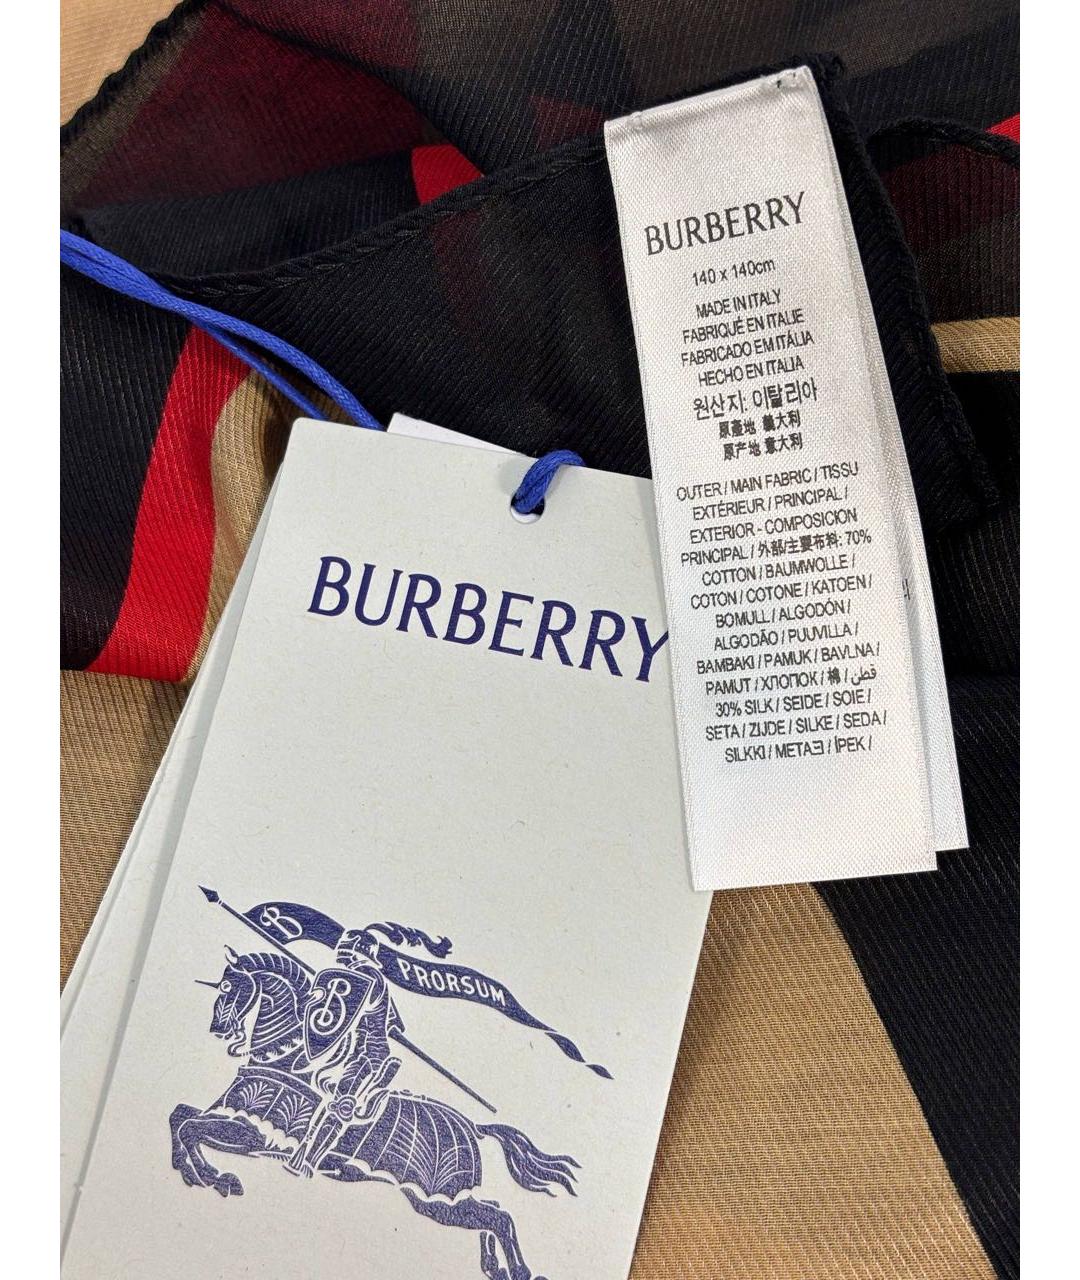 BURBERRY
140 x 140cm
MADE IN ITALY
FABRIQUÉ EN ITALIE
FABRICADO EM ITÁLIA
HECHO EN ITALIA
원산지: 이탈리아
原產地 義大利
原产地 意大利
OUTER / MAIN FABRIC / TISSU
EXTÉRIEUR / PRINCIPAL /
EXTERIOR - COMPOSICION
PRINCIPAL / 外部/主要布料: 70%
COTTON / BAUMWOLLE /
COTON / COTONE / KATOEN /
BOMULL / ALGODÓN /
ALGODÃO / PUUVILLA /
BAMBAKI / PAMUK / BAVLNA /
PAMUT / ХЛОПОК / 棉 / قطن
30% SILK / SEIDE / SOIE /
SETA / ZIJDE / SILKE / SEDA /
SILKKI / ΜΕΤΑΞΙ / İPEK /
BURBERRY
B
PRORSUM
B